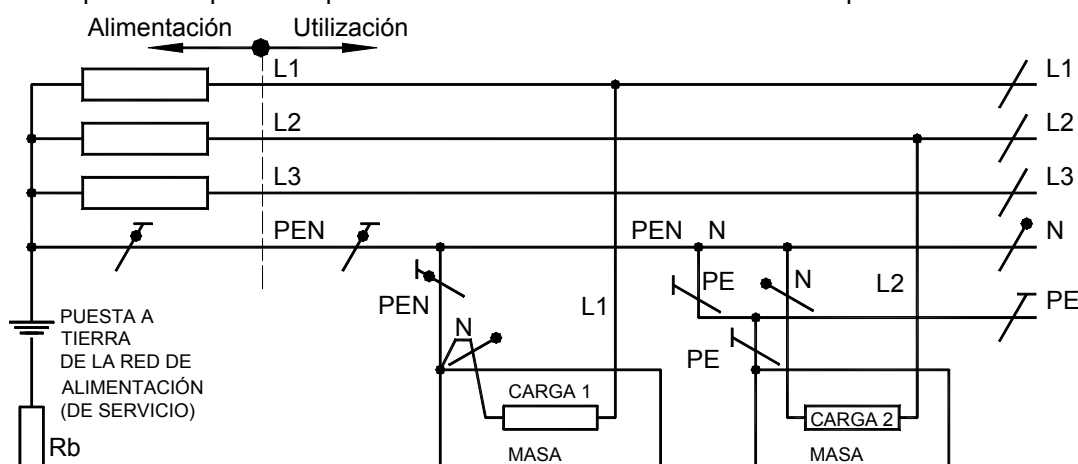 Alimentación Utilización
L1 L1
L2 L2
L3 L3
PEN PEN N N
PE N L2 PE
PEN L1
PUESTA A
TIERRA
DE LA RED DE
ALIMENTACIÓN
(DE SERVICIO)
N
PE
CARGA 1
CARGA 2
Rb
MASA MASA